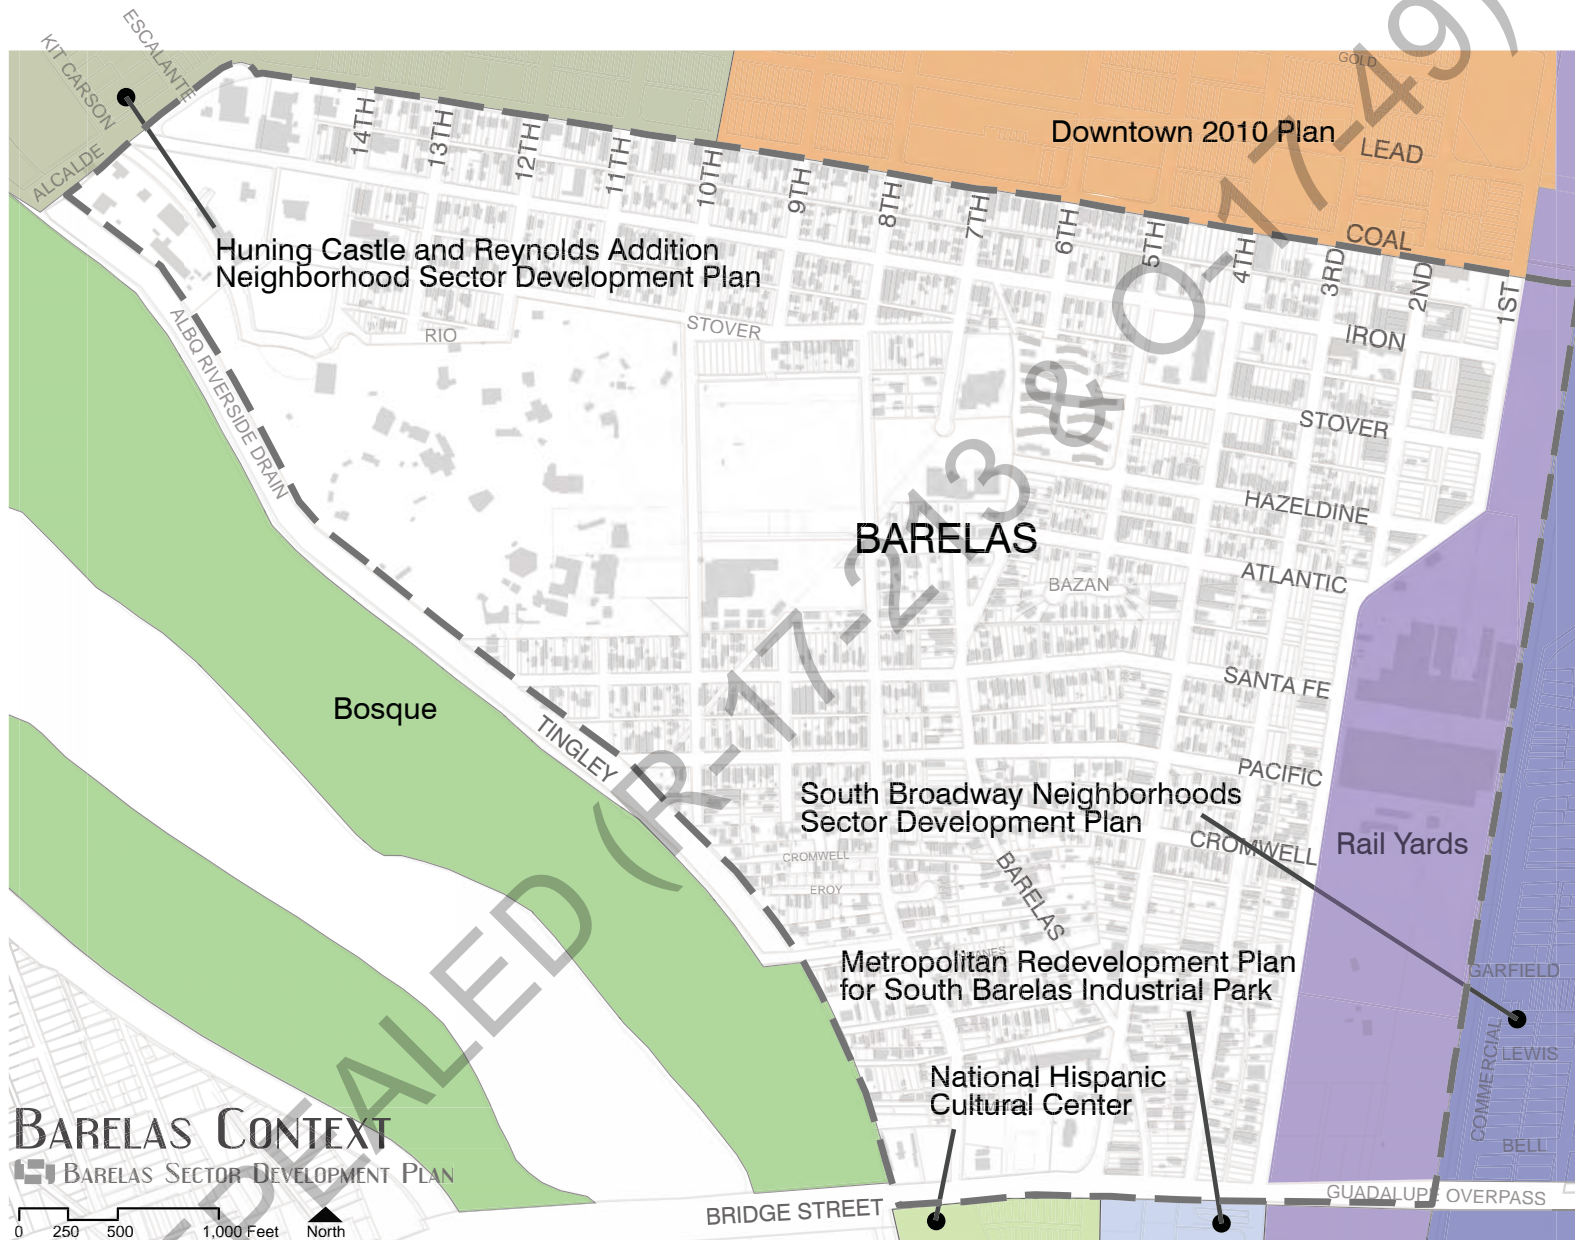 ESCALANTE
KIT CARSON
ALCALDE
GOLD
Downtown 2010 Plan
LEAD
COAL
14TH
13TH
12TH
11TH
10TH
9TH
8TH
7TH
6TH
5TH
4TH
3RD
2ND
1ST
Huning Castle and Reynolds Addition
Neighborhood Sector Development Plan
RIO
STOVER
IRON
ALBQ RIVERSIDE DRAIN
STOVER
HAZELDINE
BARELAS
ATLANTIC
BAZAN
SANTA FE
Bosque
TINGLEY
PACIFIC
South Broadway Neighborhoods
Sector Development Plan
CROMWELL
Rail Yards
CROMWELL
EROY
BARELAS
Metropolitan Redevelopment Plan
for South Barelas Industrial Park
GARFIELD
COMMERCIAL
LEWIS
National Hispanic
Cultural Center
BELL
BARELAS CONTEXT
BARELAS SECTOR DEVELOPMENT PLAN
GUADALUPE OVERPASS
BRIDGE STREET
0 250 500 1,000 Feet North
REPEALED (R-17-213 & O-17-49)